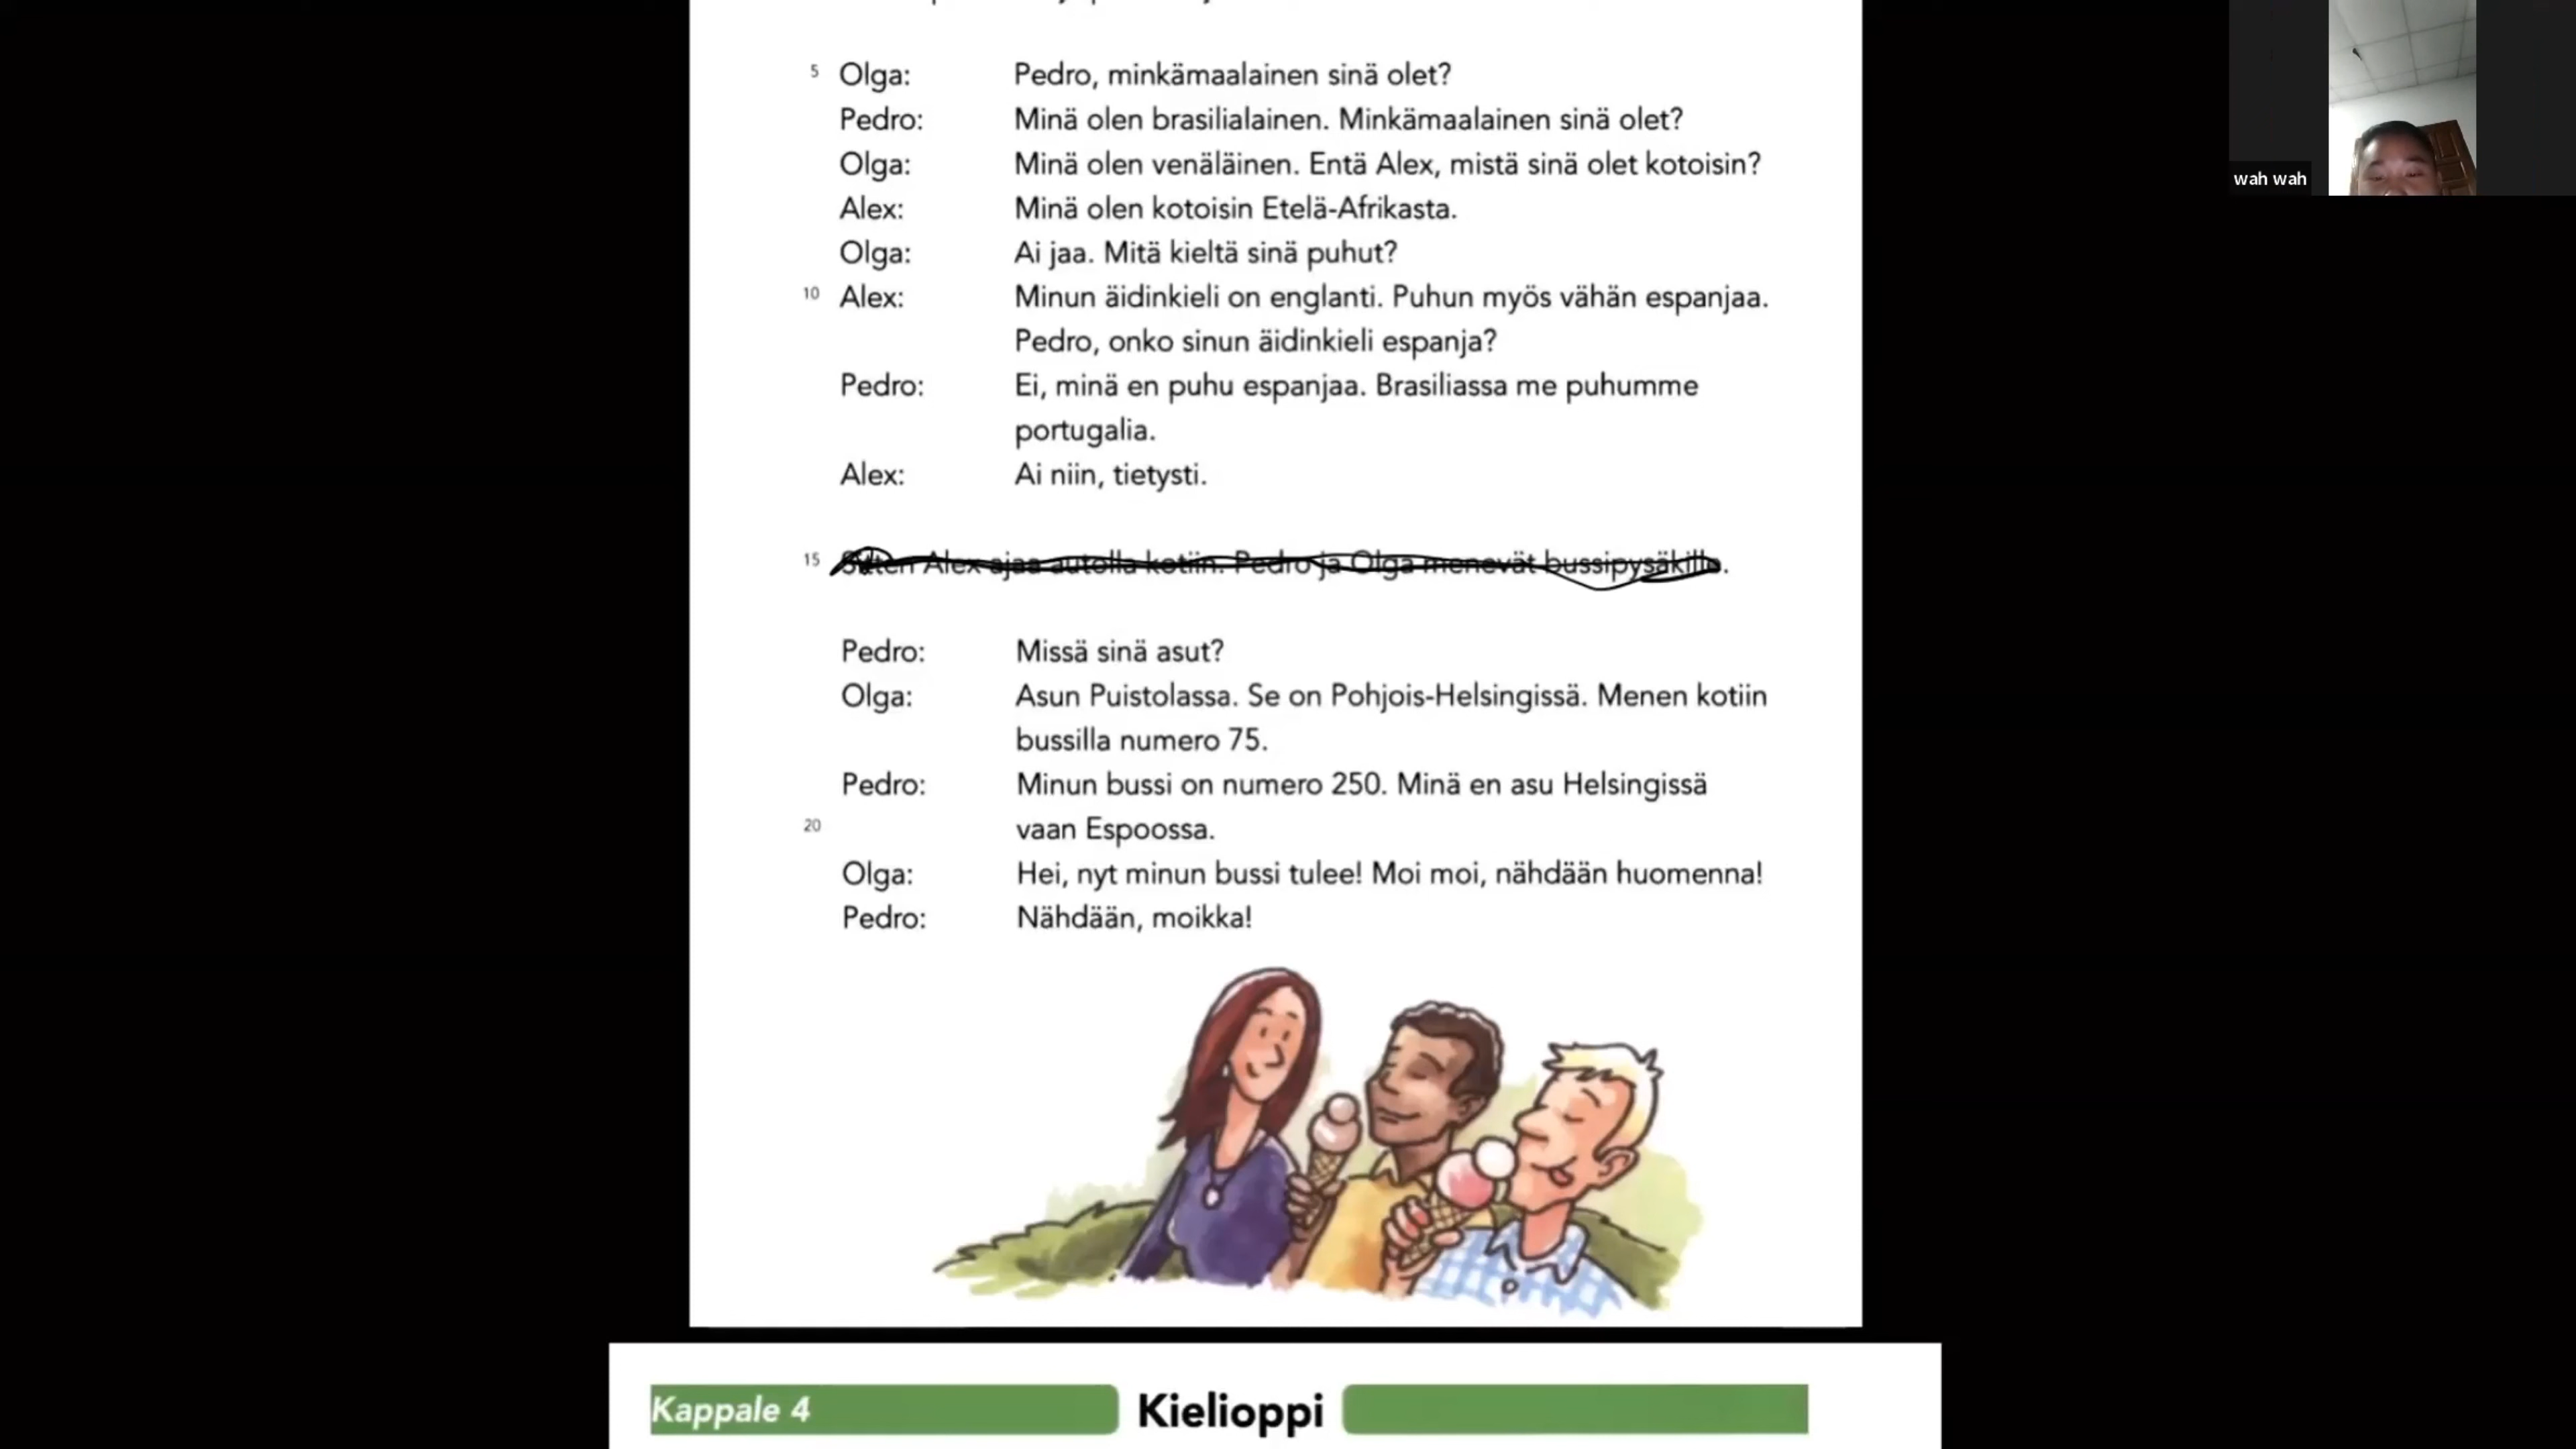 5 Olga: Pedro, minkämaalainen sinä olet?
Pedro: Minä olen brasilialainen. Minkämaalainen sinä olet?
Olga: Minä olen venäläinen. Entä Alex, mistä sinä olet kotoisin?
Alex: Minä olen kotoisin Etelä-Afrikasta.
Olga: Ai jaa. Mitä kieltä sinä puhut?
10 Alex: Minun äidinkieli on englanti. Puhun myös vähän espanjaa.
Pedro, onko sinun äidinkieli espanja?
Pedro: Ei, minä en puhu espanjaa. Brasiliassa me puhumme
portugalia.
Alex: Ai niin, tietysti.
15 Sitten Alex ajaa autolla kotiin. Pedro ja Olga menevät bussipysäkille.
Pedro: Missä sinä asut?
Olga: Asun Puistolassa. Se on Pohjois-Helsingissä. Menen kotiin
bussilla numero 75.
Pedro: Minun bussi on numero 250. Minä en asu Helsingissä
20 vaan Espoossa.
Olga: Hei, nyt minun bussi tulee! Moi moi, nähdään huomenna!
Pedro: Nähdään, moikka!
Kappale 4 Kielioppi
wah wah